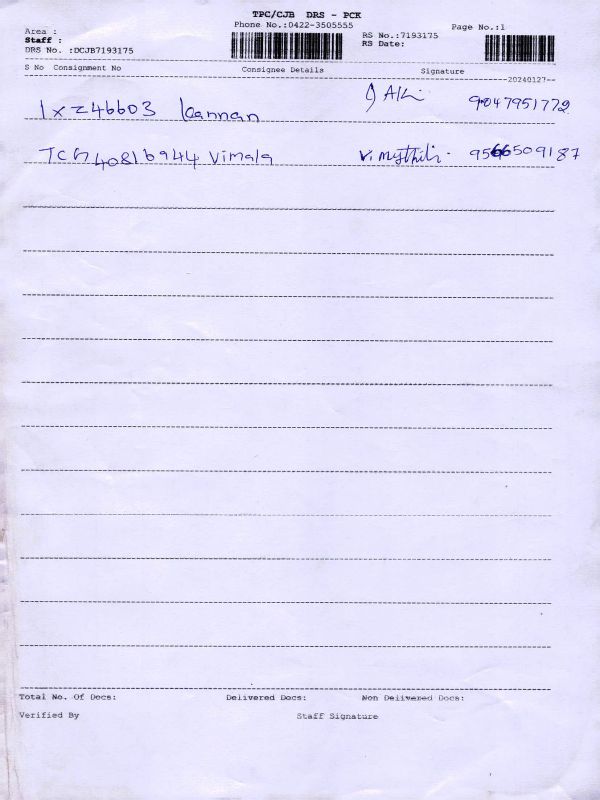 TPC/CJB DRS - PCK
Phone No.:0422-3505555
Page No.:1
Area :
Staff :
DRS No. :DCJB7193175
RS No.:7193175
RS Date:
S No Consignment No Consignee Details Signature
20240127
1xz46603 Kannan 9047951772
TCG40816944 Vimala V. mythili. 9566509187
Total No. Of Docs: Delivered Docs: Non Delivered Docs:
Verified By Staff Signature